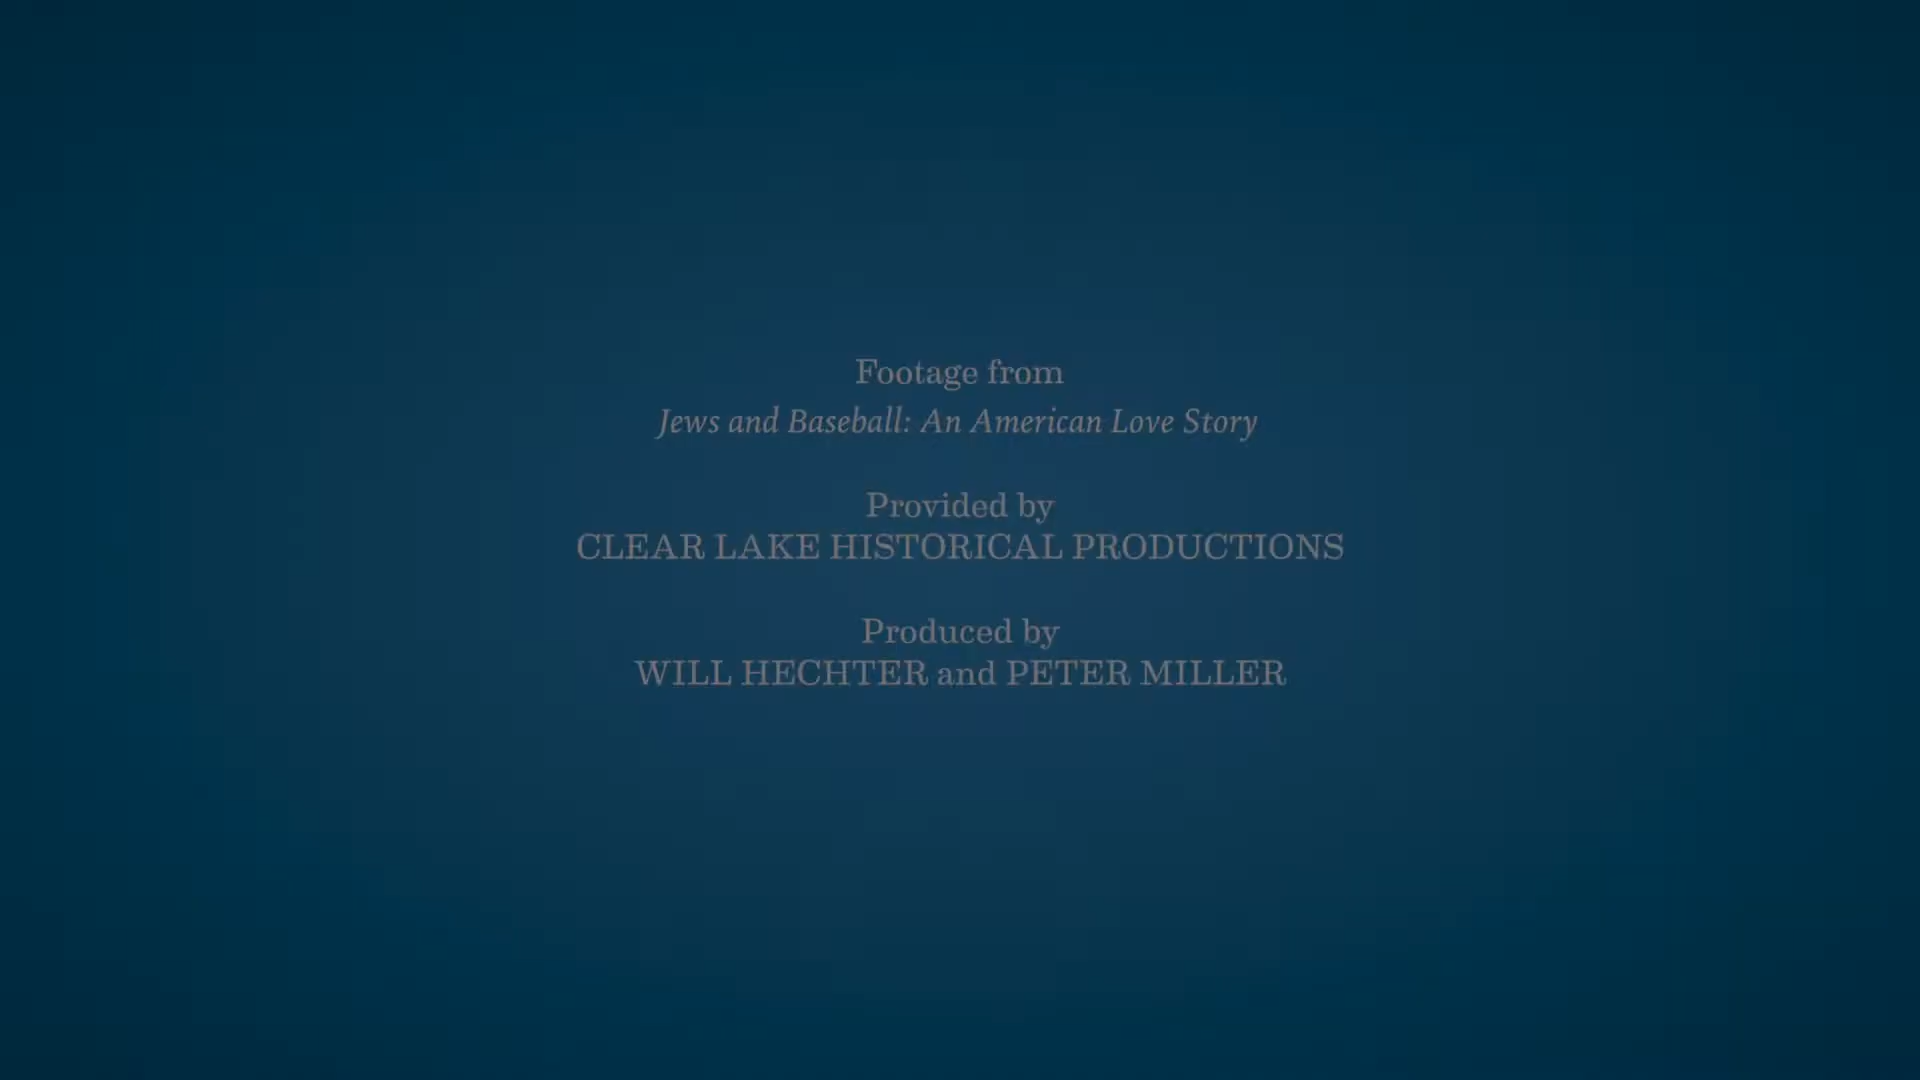 Footage from
Jews and Baseball: An American Love Story
Provided by
CLEAR LAKE HISTORICAL PRODUCTIONS
Produced by
WILL HECHTER and PETER MILLER